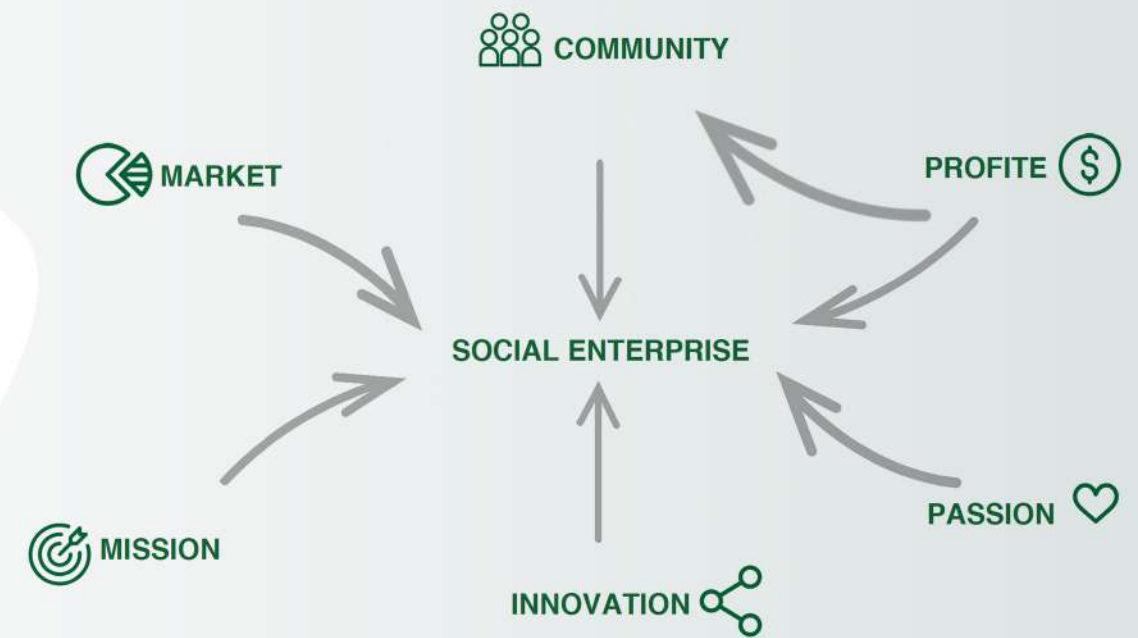 COMMUNITY
MARKET
PROFITE
SOCIAL ENTERPRISE
PASSION
MISSION
INNOVATION